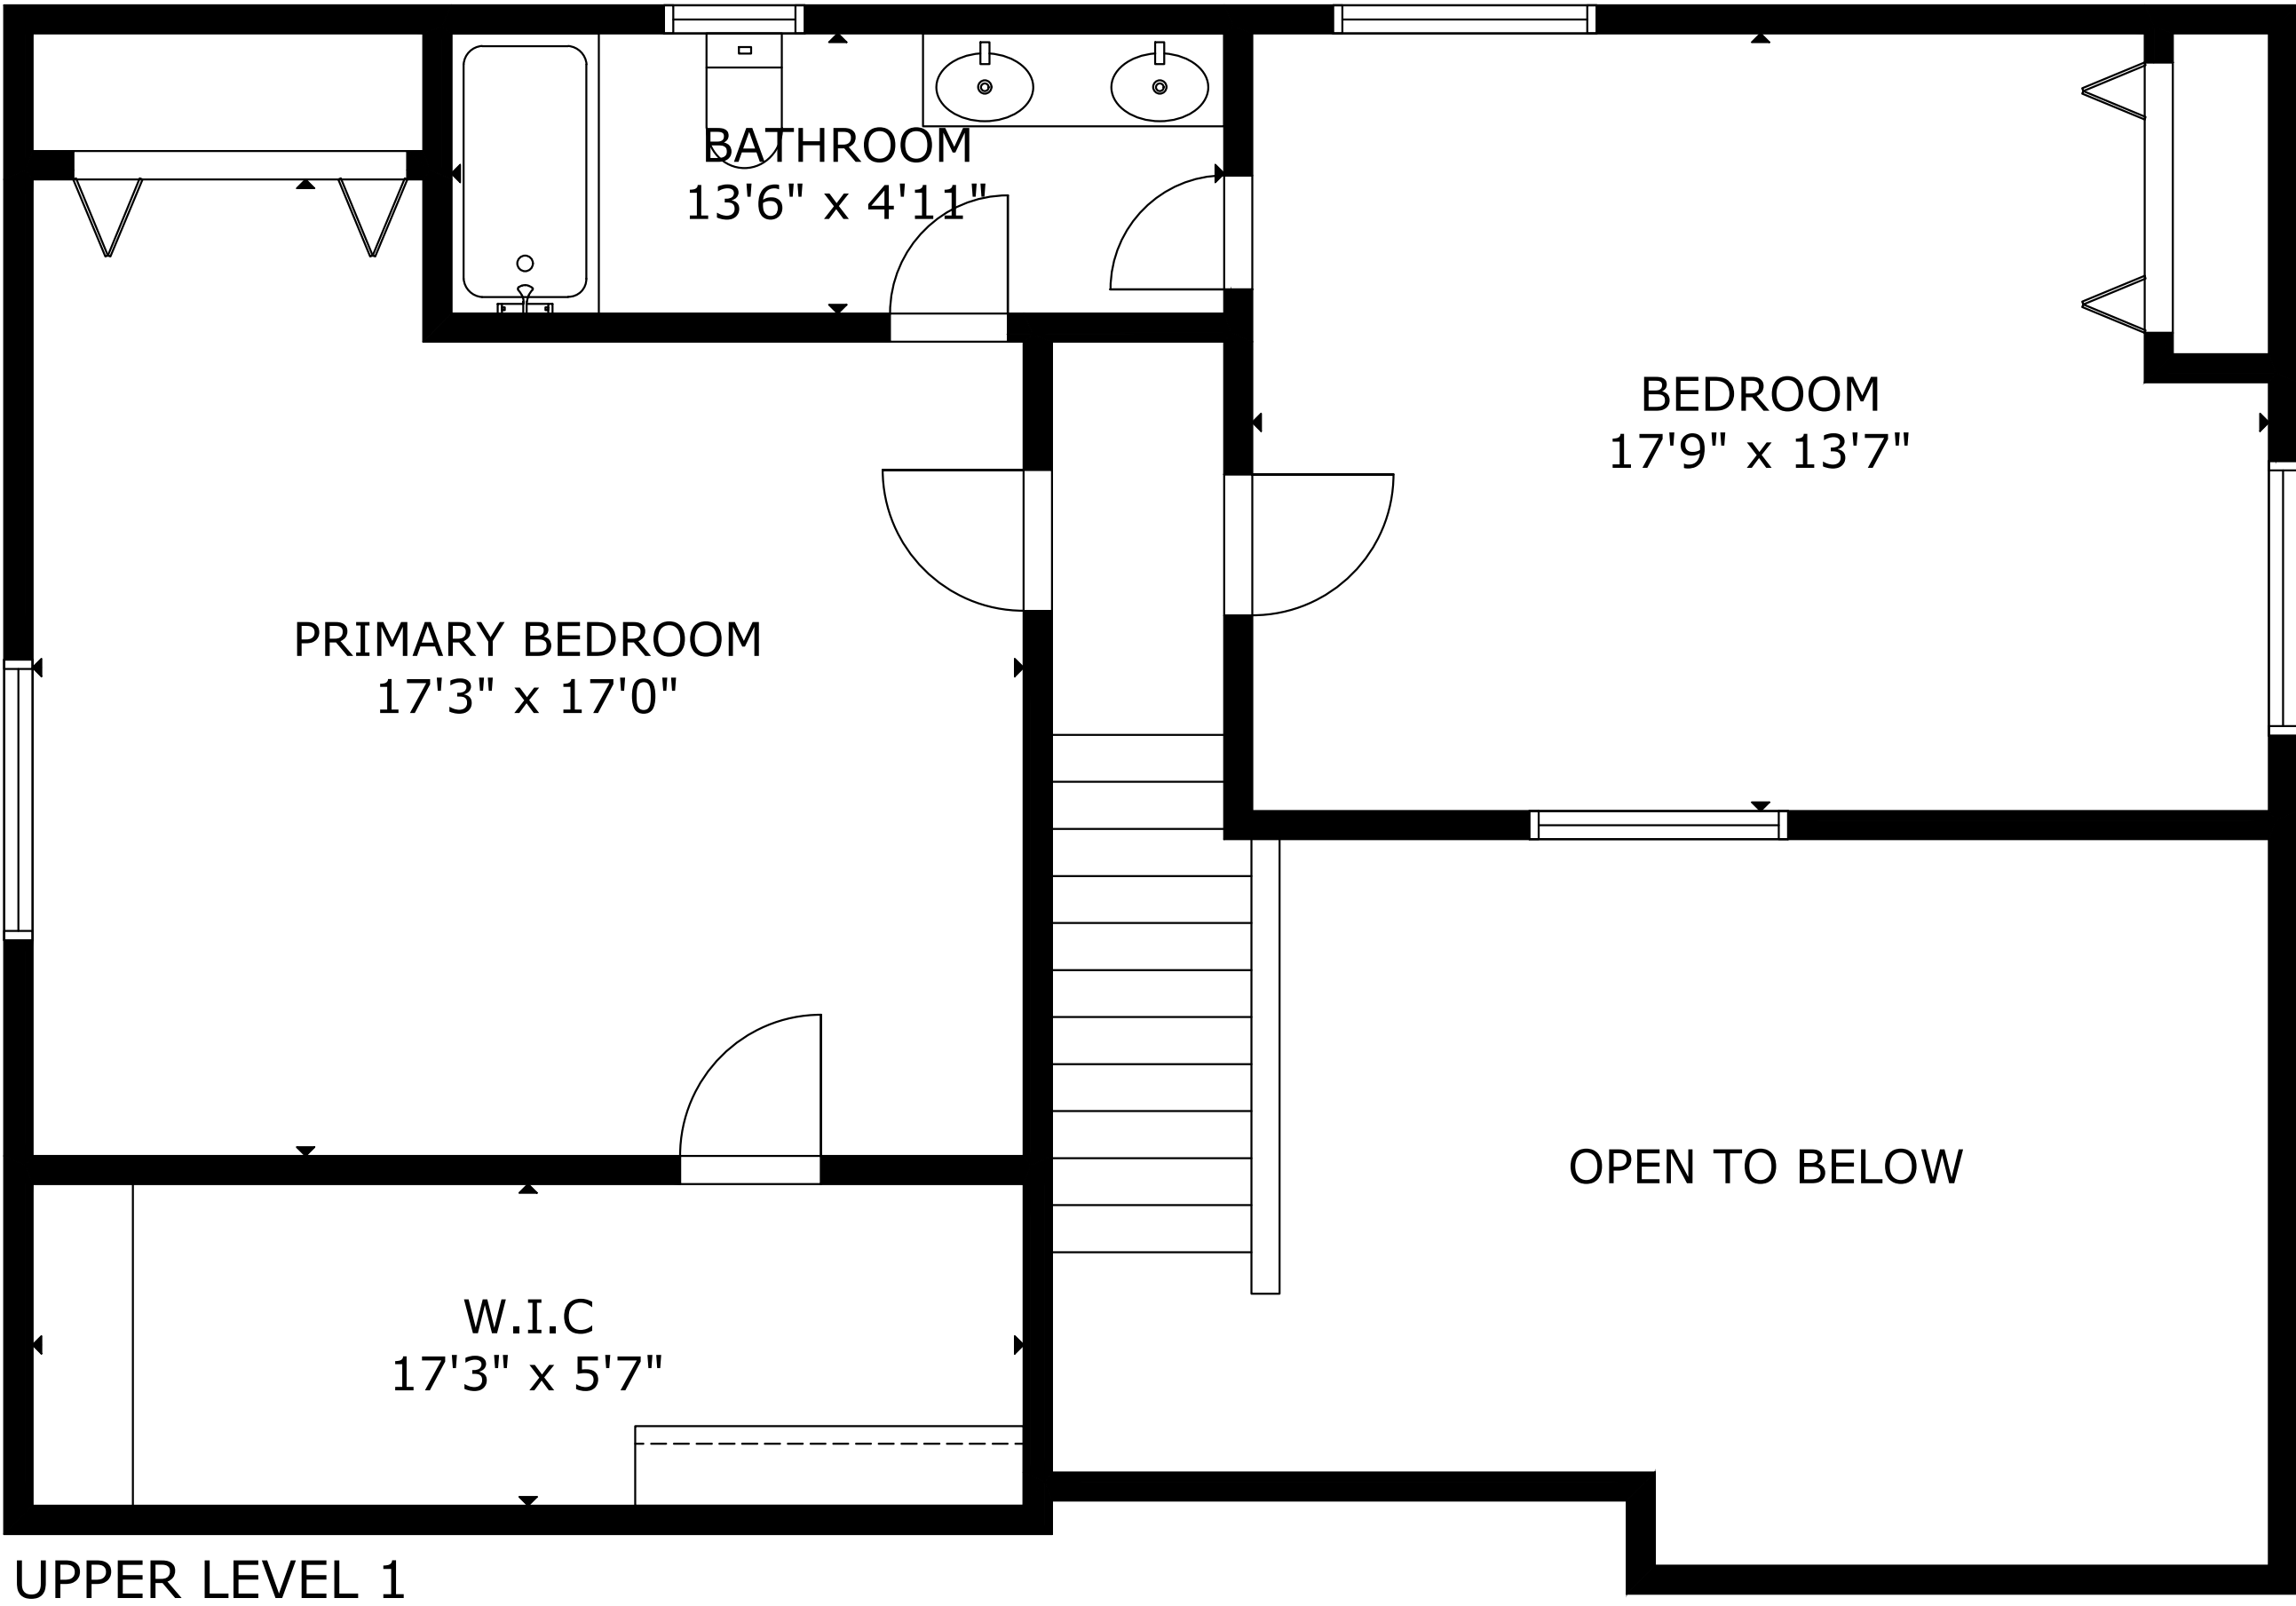 BATHROOM
13'6" x 4'11"
BEDROOM
17'9" x 13'7"
PRIMARY BEDROOM
17'3" x 17'0"
OPEN TO BELOW
W.I.C
17'3" x 5'7"
UPPER LEVEL 1